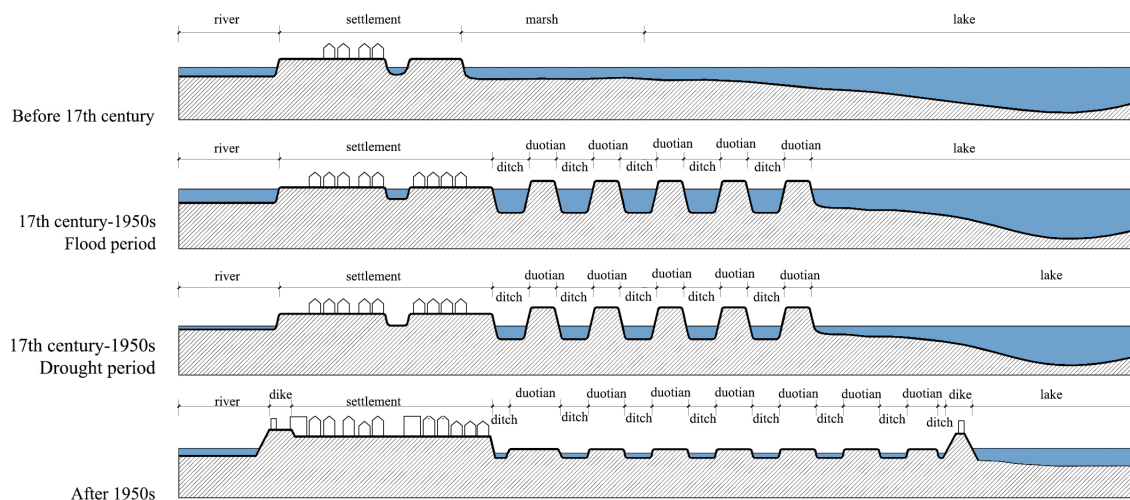 river settlement marsh lake
Before 17th century
duotian duotian duotian duotian duotian
river settlement lake
ditch ditch ditch ditch ditch
17th century-1950s
Flood period
duotian duotian duotian duotian duotian
river settlement lake
ditch ditch ditch ditch ditch
17th century-1950s
Drought period
river dike settlement duotian duotian duotian duotian duotian duotian duotian dike lake
ditch ditch ditch ditch ditch ditch ditch ditch
After 1950s